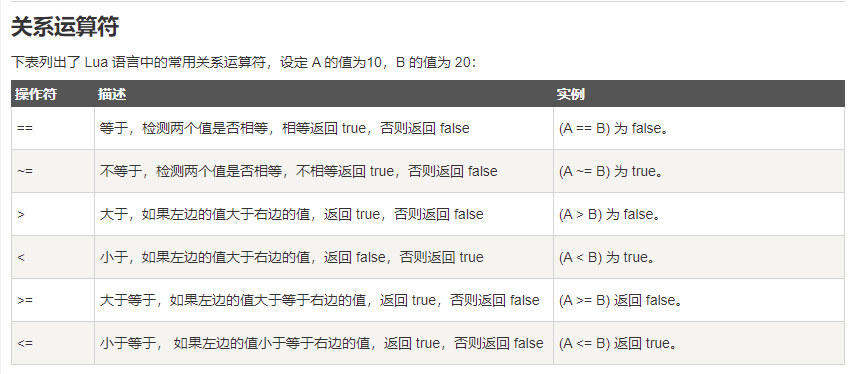 关系运算符
下表列出了 Lua 语言中的常用关系运算符，设定 A 的值为10，B 的值为 20：
操作符 描述 实例
== 等于，检测两个值是否相等，相等返回 true，否则返回 false (A == B) 为 false。
~= 不等于，检测两个值是否相等，不相等返回 true，否则返回 false (A ~= B) 为 true。
> 大于，如果左边的值大于右边的值，返回 true，否则返回 false (A > B) 为 false。
< 小于，如果左边的值大于右边的值，返回 false，否则返回 true (A < B) 为 true。
>= 大于等于，如果左边的值大于等于右边的值，返回 true，否则返回 false (A >= B) 返回 false。
<= 小于等于， 如果左边的值小于等于右边的值，返回 true，否则返回 false (A <= B) 返回 true。